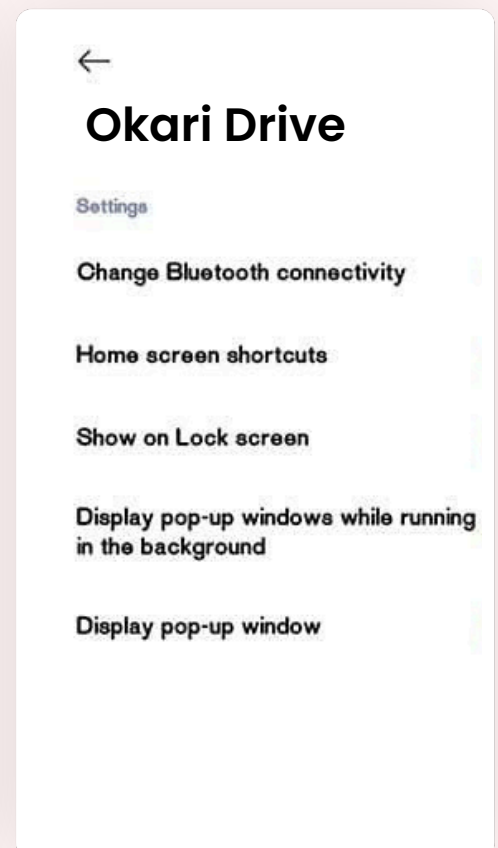 Okari Drive
Settings
Change Bluetooth connectivity
Home screen shortcuts
Show on Lock screen
Display pop-up windows while running
in the background
Display pop-up window